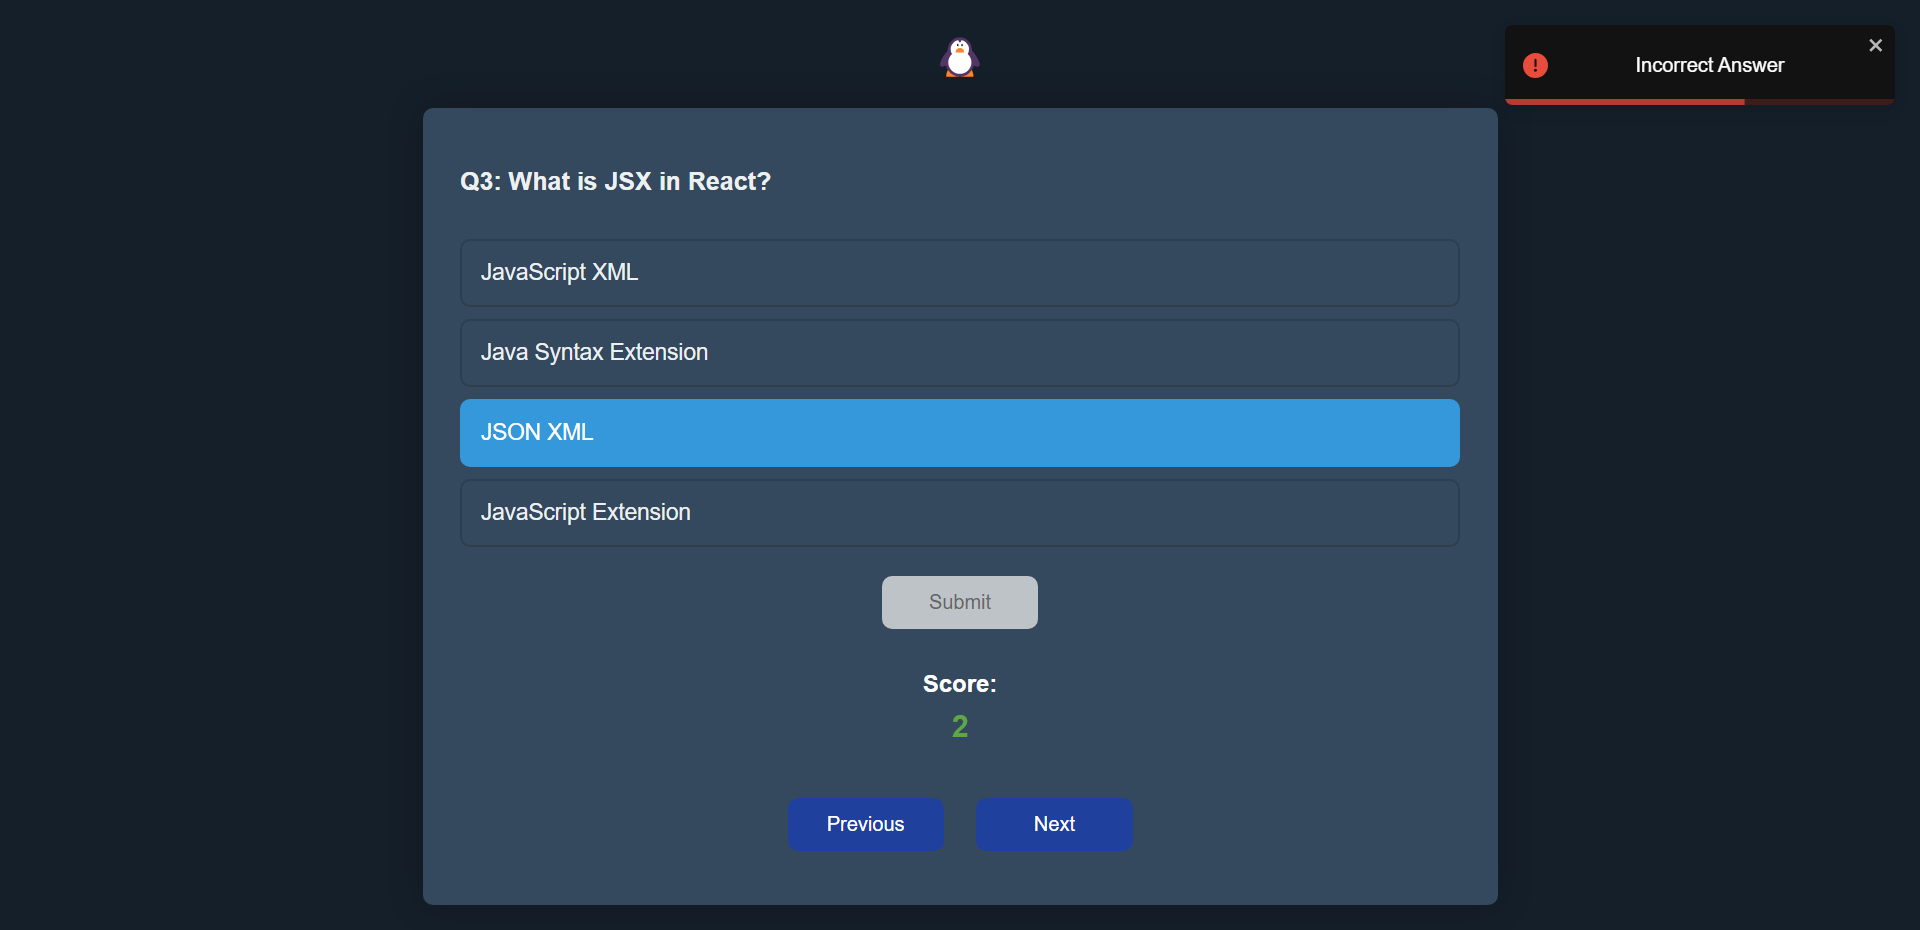 Incorrect Answer
Q3: What is JSX in React?
JavaScript XML
Java Syntax Extension
JSON XML
JavaScript Extension
Submit
Score:
2
Previous
Next